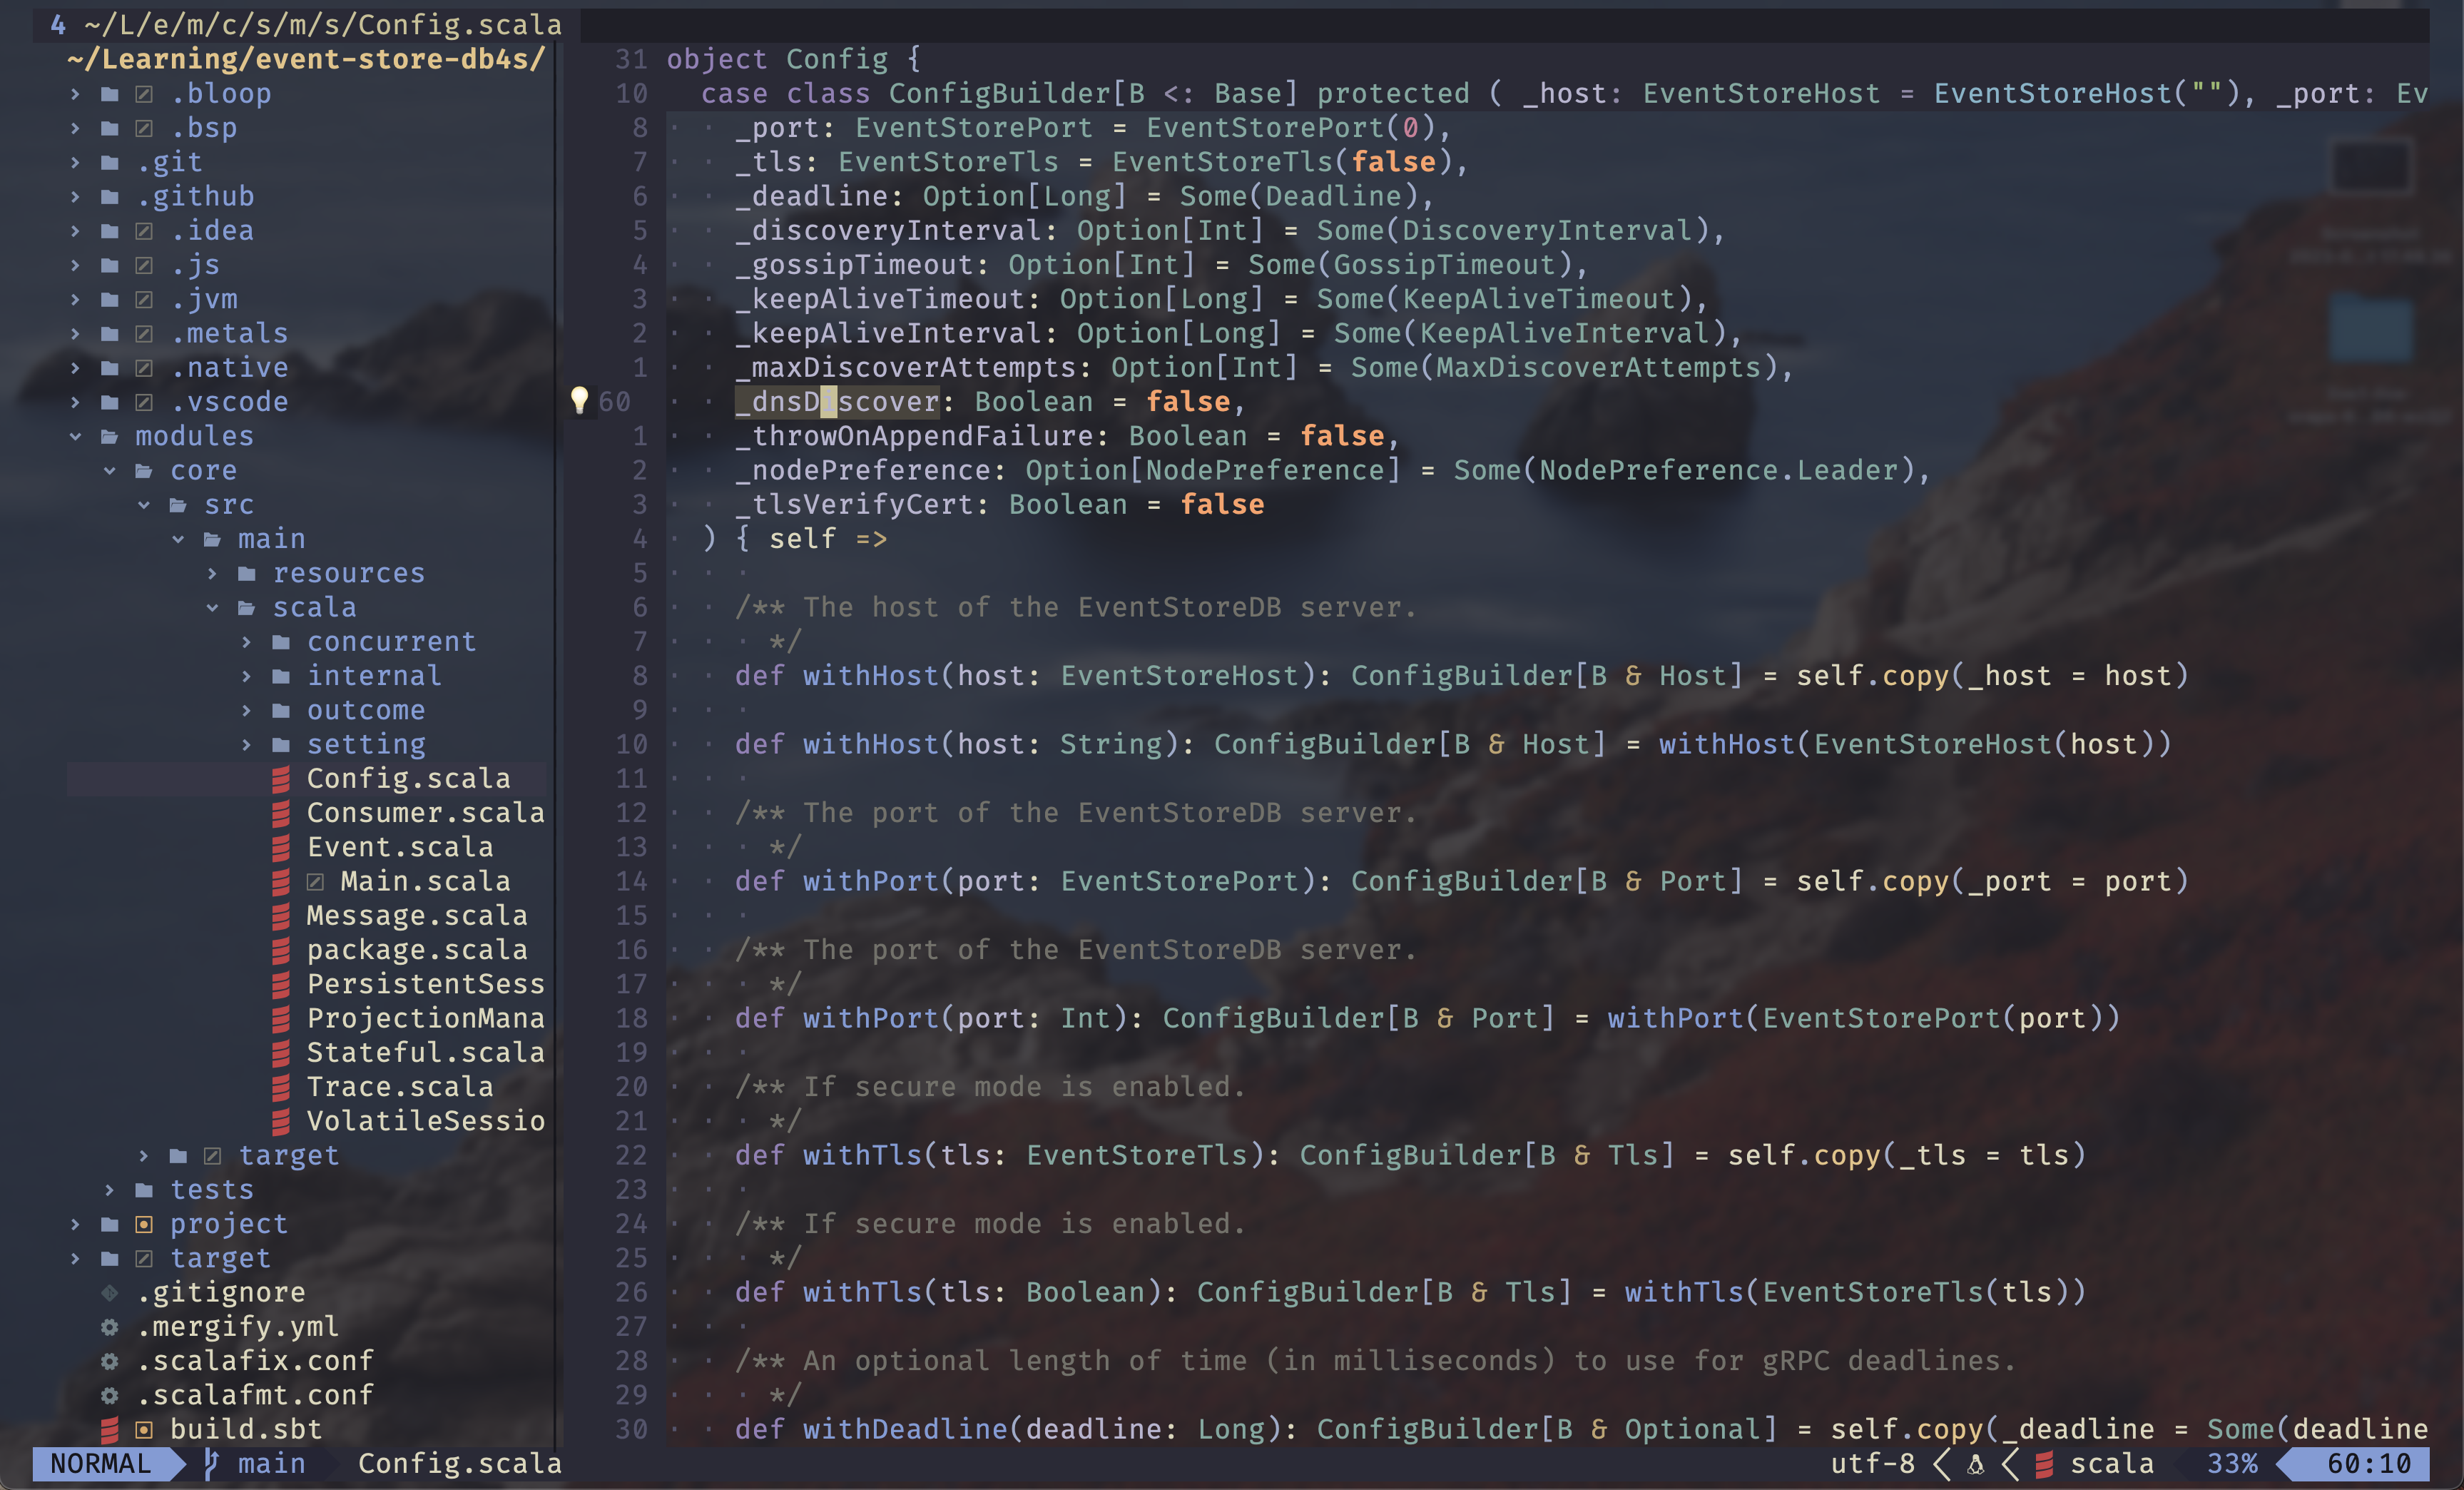 4 ~/L/e/m/c/s/m/s/Config.scala
~/Learning/event-store-db4s/
.bloop
.bsp
.git
.github
.idea
.js
.jvm
.metals
.native
.vscode
modules
core
src
main
resources
scala
concurrent
internal
outcome
setting
Config.scala
Consumer.scala
Event.scala
Main.scala
Message.scala
package.scala
PersistentSess
ProjectionMana
Stateful.scala
Trace.scala
VolatileSessio
target
tests
project
target
.gitignore
.mergify.yml
.scalafix.conf
.scalafmt.conf
build.sbt
31 object Config {
10 case class ConfigBuilder[B <: Base] protected ( _host: EventStoreHost = EventStoreHost(""), _port: Ev
8 _port: EventStorePort = EventStorePort(0),
7 _tls: EventStoreTls = EventStoreTls(false),
6 _deadline: Option[Long] = Some(Deadline),
5 _discoveryInterval: Option[Int] = Some(DiscoveryInterval),
4 _gossipTimeout: Option[Int] = Some(GossipTimeout),
3 _keepAliveTimeout: Option[Long] = Some(KeepAliveTimeout),
2 _keepAliveInterval: Option[Long] = Some(KeepAliveInterval),
1 _maxDiscoverAttempts: Option[Int] = Some(MaxDiscoverAttempts),
60 _dnsDiscover: Boolean = false,
1 _throwOnAppendFailure: Boolean = false,
2 _nodePreference: Option[NodePreference] = Some(NodePreference.Leader),
3 _tlsVerifyCert: Boolean = false
4 ) { self =>
5
6 /** The host of the EventStoreDB server.
7 */
8 def withHost(host: EventStoreHost): ConfigBuilder[B & Host] = self.copy(_host = host)
9
10 def withHost(host: String): ConfigBuilder[B & Host] = withHost(EventStoreHost(host))
11
12 /** The port of the EventStoreDB server.
13 */
14 def withPort(port: EventStorePort): ConfigBuilder[B & Port] = self.copy(_port = port)
15
16 /** The port of the EventStoreDB server.
17 */
18 def withPort(port: Int): ConfigBuilder[B & Port] = withPort(EventStorePort(port))
19
20 /** If secure mode is enabled.
21 */
22 def withTls(tls: EventStoreTls): ConfigBuilder[B & Tls] = self.copy(_tls = tls)
23
24 /** If secure mode is enabled.
25 */
26 def withTls(tls: Boolean): ConfigBuilder[B & Tls] = withTls(EventStoreTls(tls))
27
28 /** An optional length of time (in milliseconds) to use for gRPC deadlines.
29 */
30 def withDeadline(deadline: Long): ConfigBuilder[B & Optional] = self.copy(_deadline = Some(deadline
NORMAL main Config.scala utf-8 scala 33% 60:10